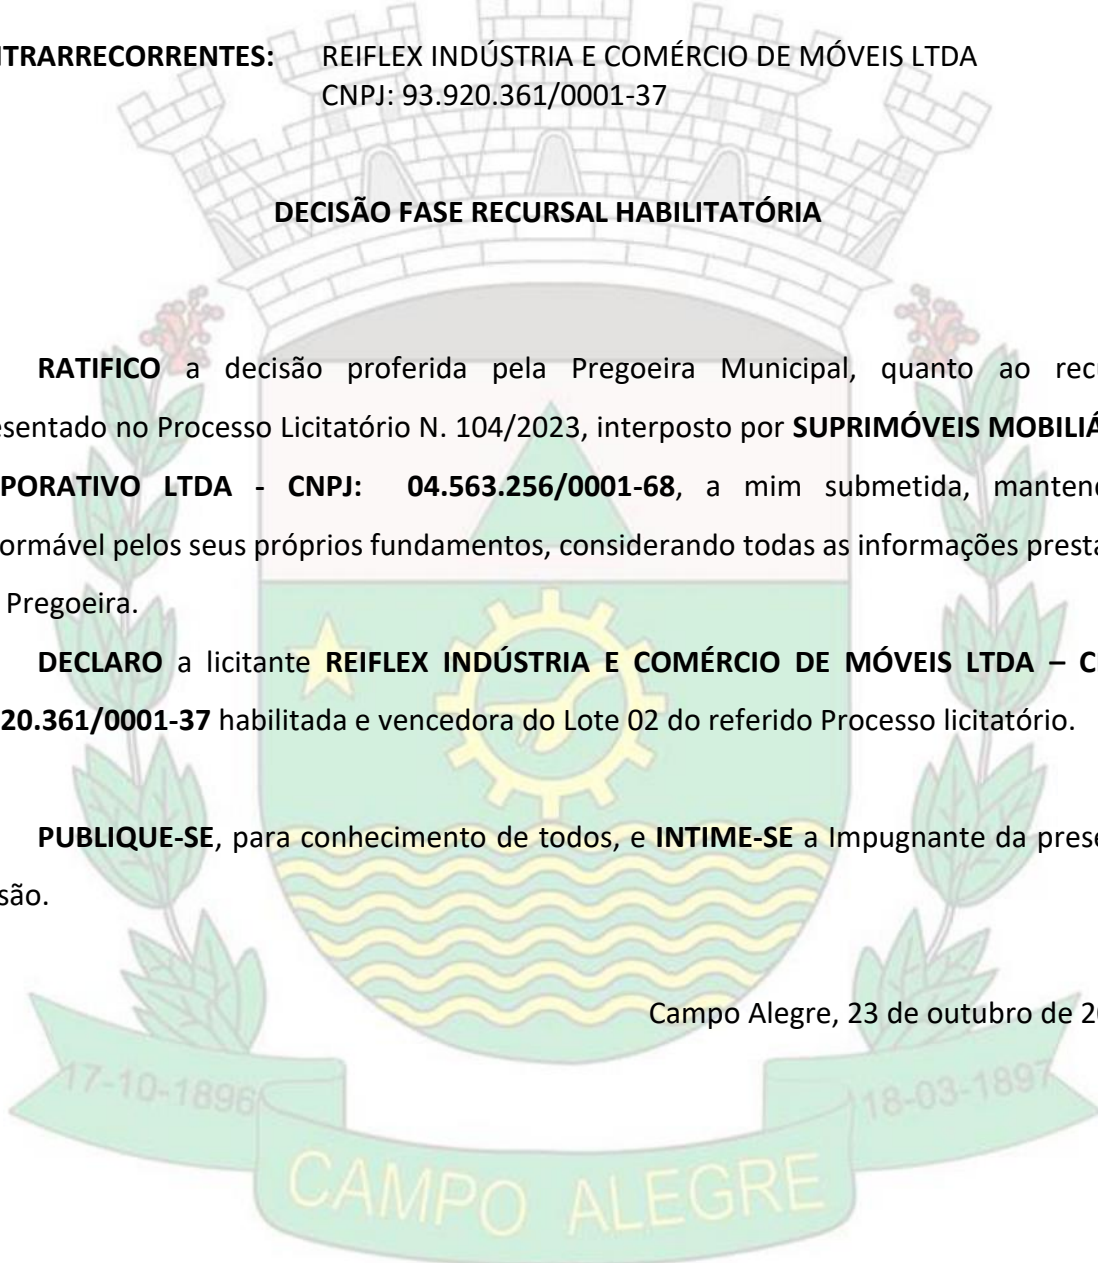 NTRARRECORRENTES: REIFLEX INDÚSTRIA E COMÉRCIO DE MÓVEIS LTDA
CNPJ: 93.920.361/0001-37
DECISÃO FASE RECURSAL HABILITATÓRIA
RATIFICO a decisão proferida pela Pregoeira Municipal, quanto ao recu
esentado no Processo Licitatório N. 104/2023, interposto por SUPRIMÓVEIS MOBILIÁ
PORATIVO LTDA - CNPJ: 04.563.256/0001-68, a mim submetida, mantend
ormável pelos seus próprios fundamentos, considerando todas as informações presta
Pregoeira.
DECLARO a licitante REIFLEX INDÚSTRIA E COMÉRCIO DE MÓVEIS LTDA – C
20.361/0001-37 habilitada e vencedora do Lote 02 do referido Processo licitatório.
PUBLIQUE-SE, para conhecimento de todos, e INTIME-SE a Impugnante da prese
são.
Campo Alegre, 23 de outubro de 2
17-10-1896 18-03-1897
CAMPO ALEGRE